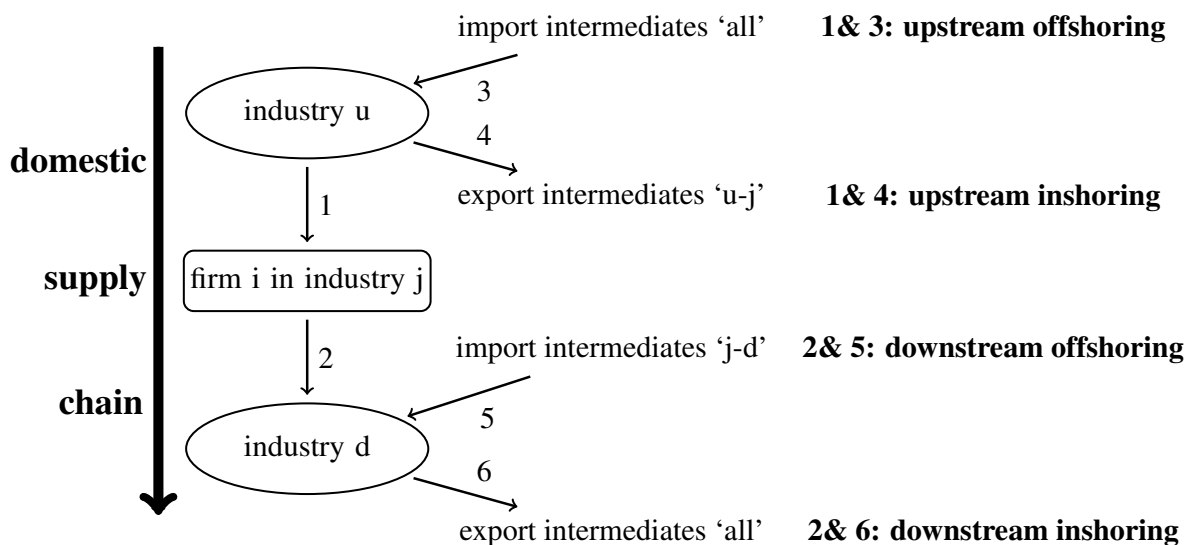 import intermediates ‘all’ 1& 3: upstream offshoring
3
industry u
4
domestic
export intermediates ‘u-j’ 1& 4: upstream inshoring
1
supply
firm i in industry j
import intermediates ‘j-d’ 2& 5: downstream offshoring
2
chain
5
industry d
6
export intermediates ‘all’ 2& 6: downstream inshoring